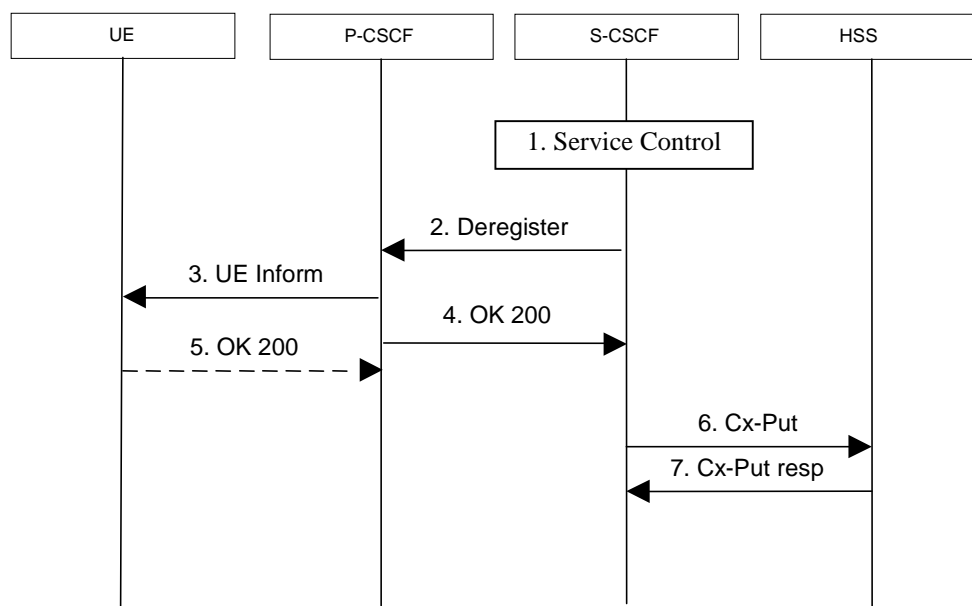 UE
P-CSCF
S-CSCF
HSS
1. Service Control
2. Deregister
3. UE Inform
4. OK 200
5. OK 200
6. Cx-Put
7. Cx-Put resp